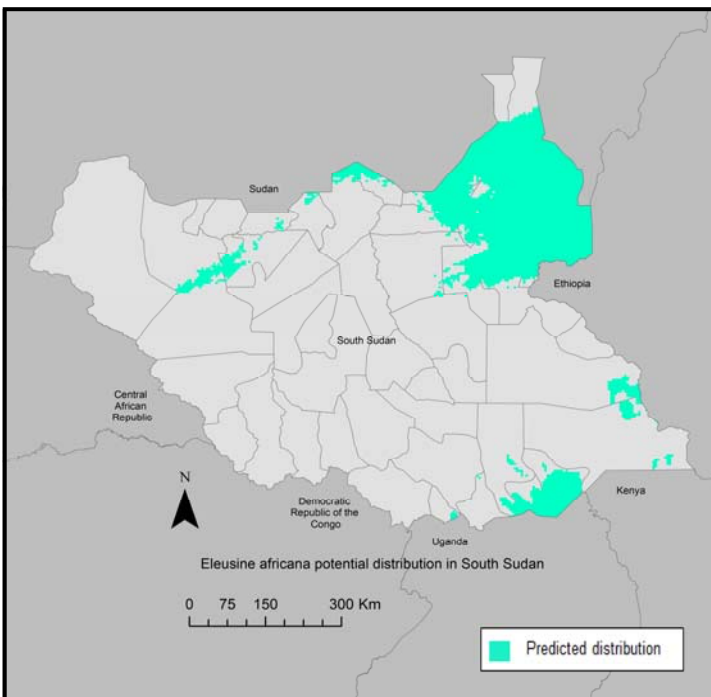 Sudan
Ethiopia
South Sudan
Central
African
Republic
N
Democratic
Republic of the
Congo
Kenya
Uganda
Eleusine africana potential distribution in South Sudan
0 75 150 300 Km
Predicted distribution